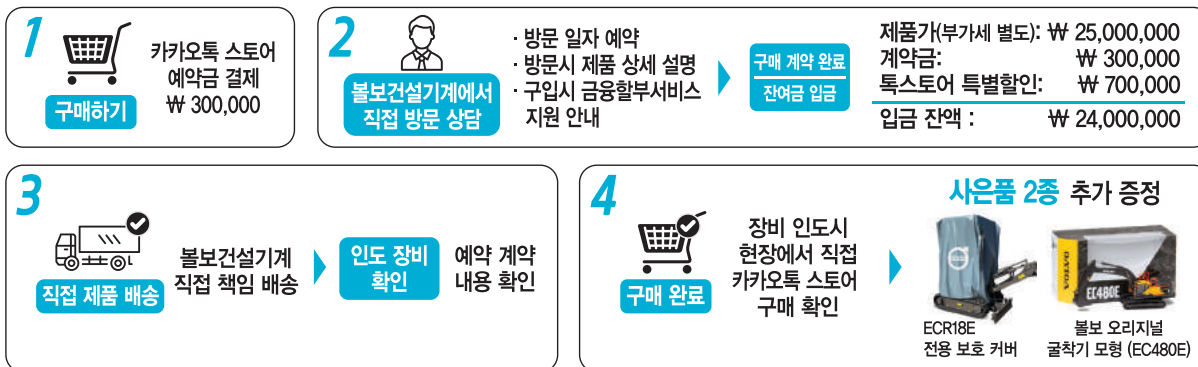 1
카카오톡 스토어
예약금 결제
₩ 300,000
구매하기
2
볼보건설기계에서
직접 방문 상담
· 방문 일자 예약
· 방문시 제품 상세 설명
· 구입시 금융할부서비스
지원 안내
구매 계약 완료
잔여금 입금
제품가(부가세 별도): ₩ 25,000,000
계약금: ₩ 300,000
톡스토어 특별할인: ₩ 700,000
입금 잔액 : ₩ 24,000,000
3
직접 제품 배송
볼보건설기계
직접 책임 배송
인도 장비
확인
예약 계약
내용 확인
4
구매 완료
장비 인도시
현장에서 직접
카카오톡 스토어
구매 확인
사은품 2종 추가 증정
ECR18E
전용 보호 커버
VOLVO
EC480E
볼보 오리지널
굴착기 모형 (EC480E)